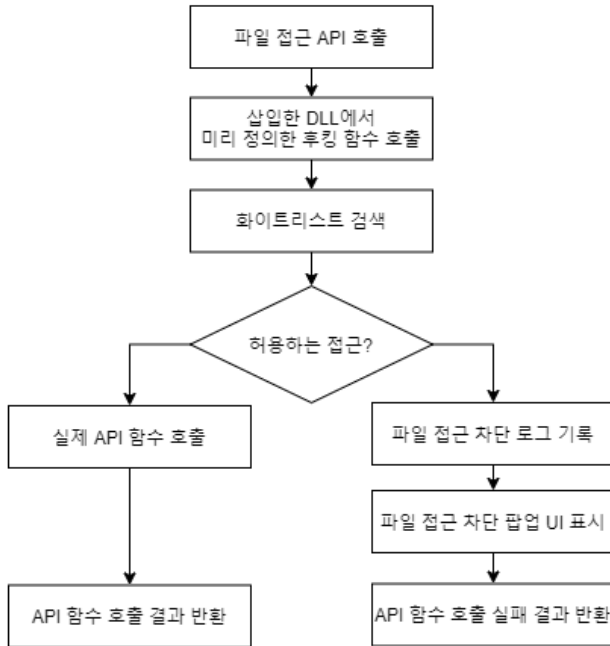 파일 접근 API 호출
삽입한 DLL에서
미리 정의한 후킹 함수 호출
화이트리스트 검색
허용하는 접근?
실제 API 함수 호출
파일 접근 차단 로그 기록
파일 접근 차단 팝업 UI 표시
API 함수 호출 결과 반환
API 함수 호출 실패 결과 반환